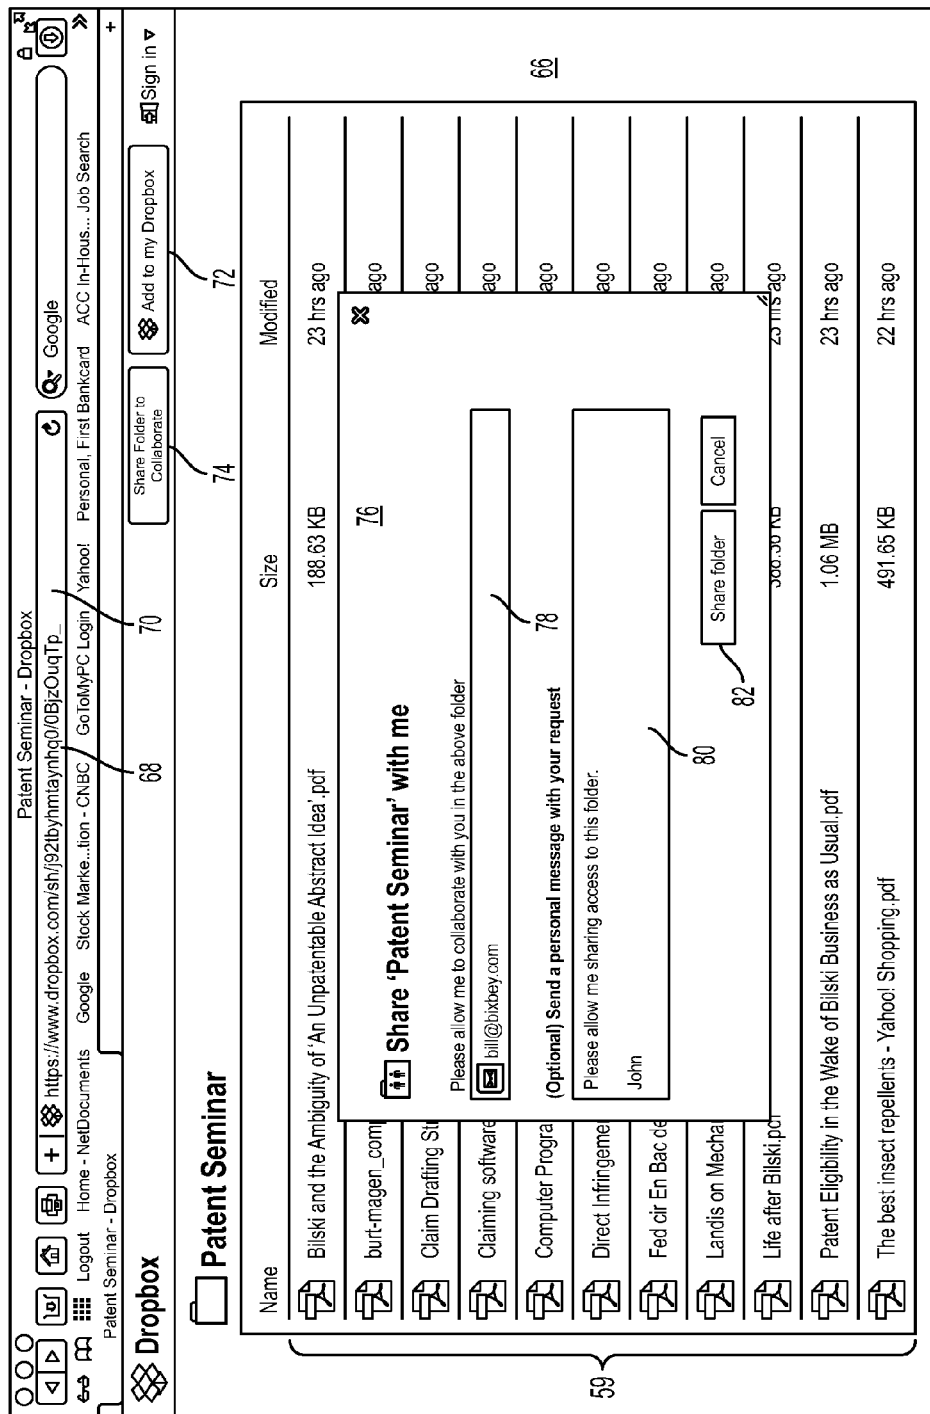 Patent Seminar - Dropbox
https://www.dropbox.com/sh/j92tbyhmtaynhq0/0BjzOuqTp_
Google
Logout Home - NetDocuments Google Stock Marke...tion - CNBC GoToMyPC Login Yahoo! Personal, First Bankcard ACC In-Hous... Job Search
Patent Seminar - Dropbox
68
70
Dropbox
Share Folder to Collaborate
Add to my Dropbox
Sign in
74
72
Patent Seminar
66
Name Size Modified
Bilski and the Ambiguity of 'An Unpatentable Abstract Idea'.pdf 188.63 KB 23 hrs ago
burt-magen_comp ago
Claim Drafting Str ago
Claiming software ago
Computer Progra ago
Direct Infringemen ago
Fed cir En Bac de ago
Landis on Mechar ago
Life after Bilski.pdf 23 hrs ago
Patent Eligibility in the Wake of Bilski Business as Usual.pdf 1.06 MB 23 hrs ago
The best insect repellents - Yahoo! Shopping.pdf 491.65 KB 22 hrs ago
59
76
Share 'Patent Seminar' with me
Please allow me to collaborate with you in the above folder
bill@bixbey.com
78
(Optional) Send a personal message with your request
Please allow me sharing access to this folder.
John
80
Share folder Cancel
82